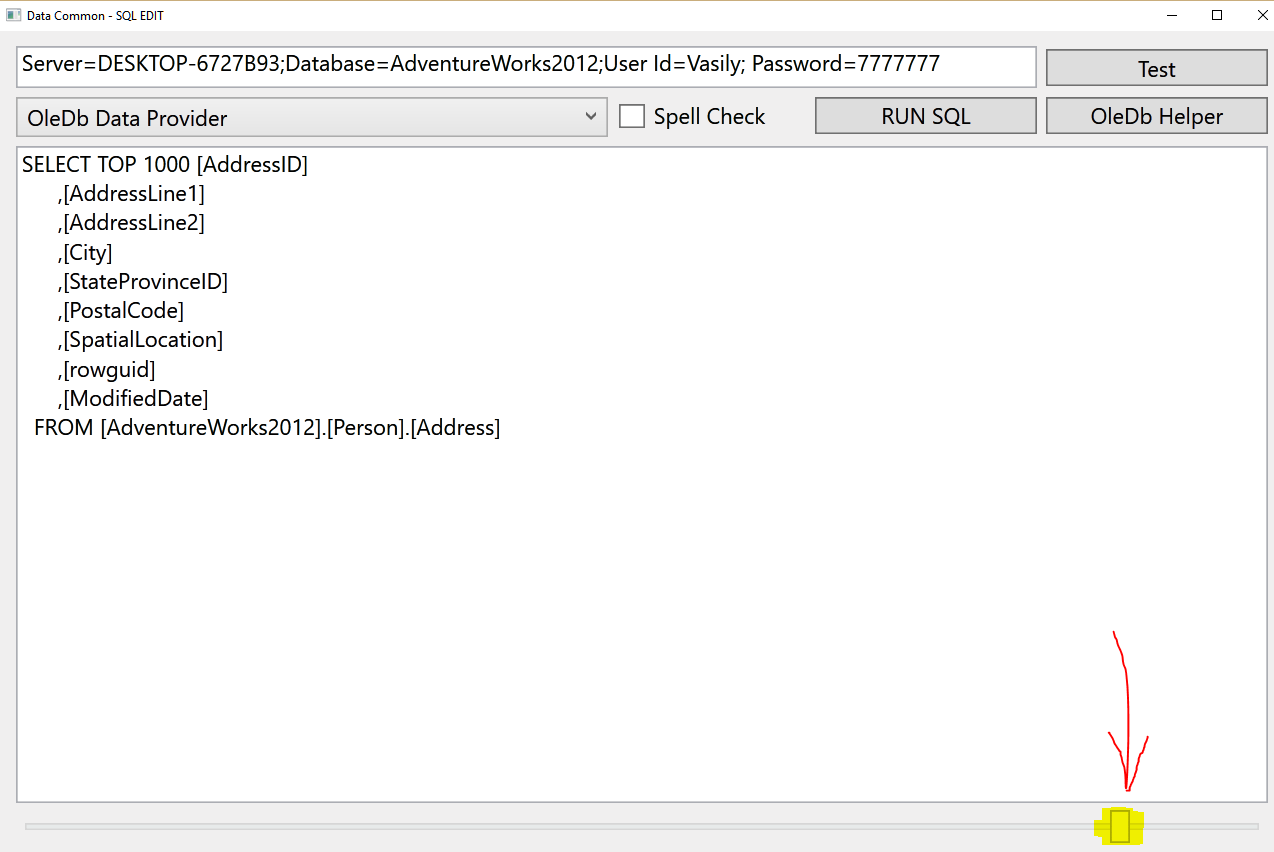 Data Common - SQL EDIT
Server=DESKTOP-6727B93;Database=AdventureWorks2012;User Id=Vasily; Password=7777777
Test
OleDb Data Provider
Spell Check
RUN SQL
OleDb Helper
SELECT TOP 1000 [AddressID]
,[AddressLine1]
,[AddressLine2]
,[City]
,[StateProvinceID]
,[PostalCode]
,[SpatialLocation]
,[rowguid]
,[ModifiedDate]
FROM [AdventureWorks2012].[Person].[Address]